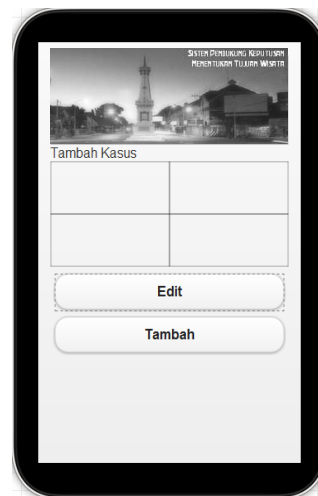 SISTEM PENDUKUNG KEPUTUSAN
MENENTUKAN TUJUAN WISATA
Tambah Kasus
Edit
Tambah